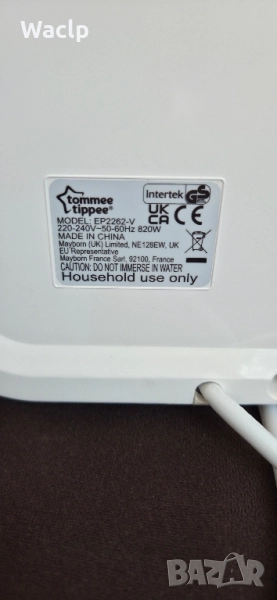 Waclp
tommee
tippee®
Intertek GS
UK
CA CE
MODEL: EP2262-V
220-240V~50-60Hz 820W
MADE IN CHINA
Mayborn (UK) Limited, NE128EW, UK
EU Representative
Mayborn France Sarl, 92100, France
CAUTION: DO NOT IMMERSE IN WATER
Household use only
BAZAR